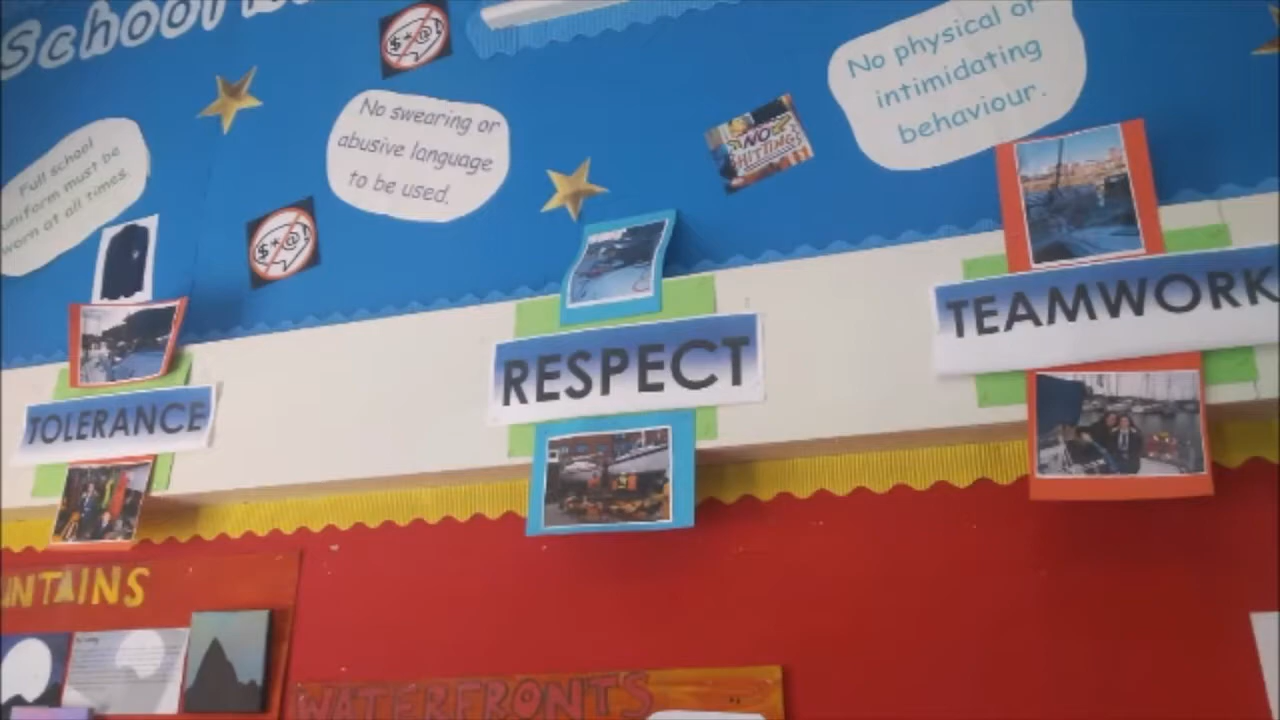 School
$*@!
No swearing or
abusive language
to be used.
No physical or
intimidating
behaviour.
NO
HITTING
Full school
uniform must be
worn at all times.
$*@!
TOLERANCE
RESPECT
TEAMWORK
UNTAINS
WATERFRONTS